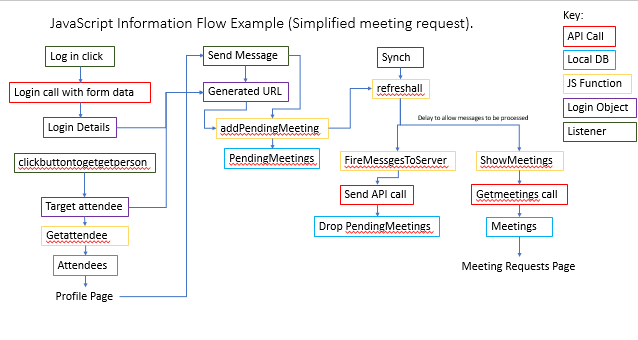 JavaScript Information Flow Example (Simplified meeting request).
Key:
API Call
Local DB
JS Function
Login Object
Listener
Log in click
Login call with form data
Login Details
clickbuttontogetgetperson
Target attendee
Getattendee
Attendees
Profile Page
Send Message
Generated URL
addPendingMeeting
PendingMeetings
Synch
refreshall
Delay to allow messages to be processed
FireMessgesToServer
Send API call
Drop PendingMeetings
ShowMeetings
Getmeetings call
Meetings
Meeting Requests Page